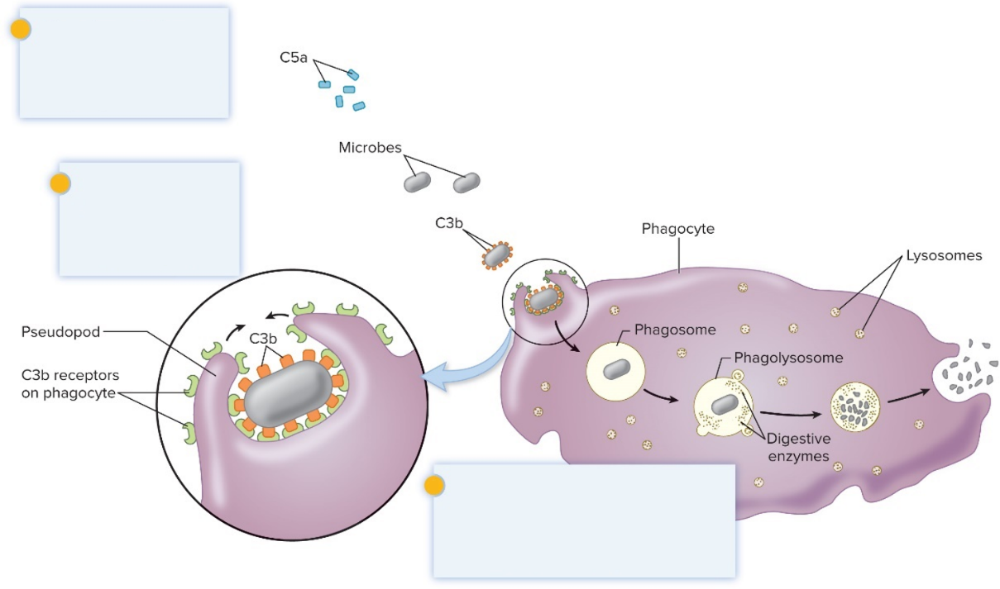 C5a
Microbes
C3b
Phagocyte
Lysosomes
Pseudopod
C3b
Phagosome
Phagolysosome
C3b receptors
on phagocyte
Digestive
enzymes